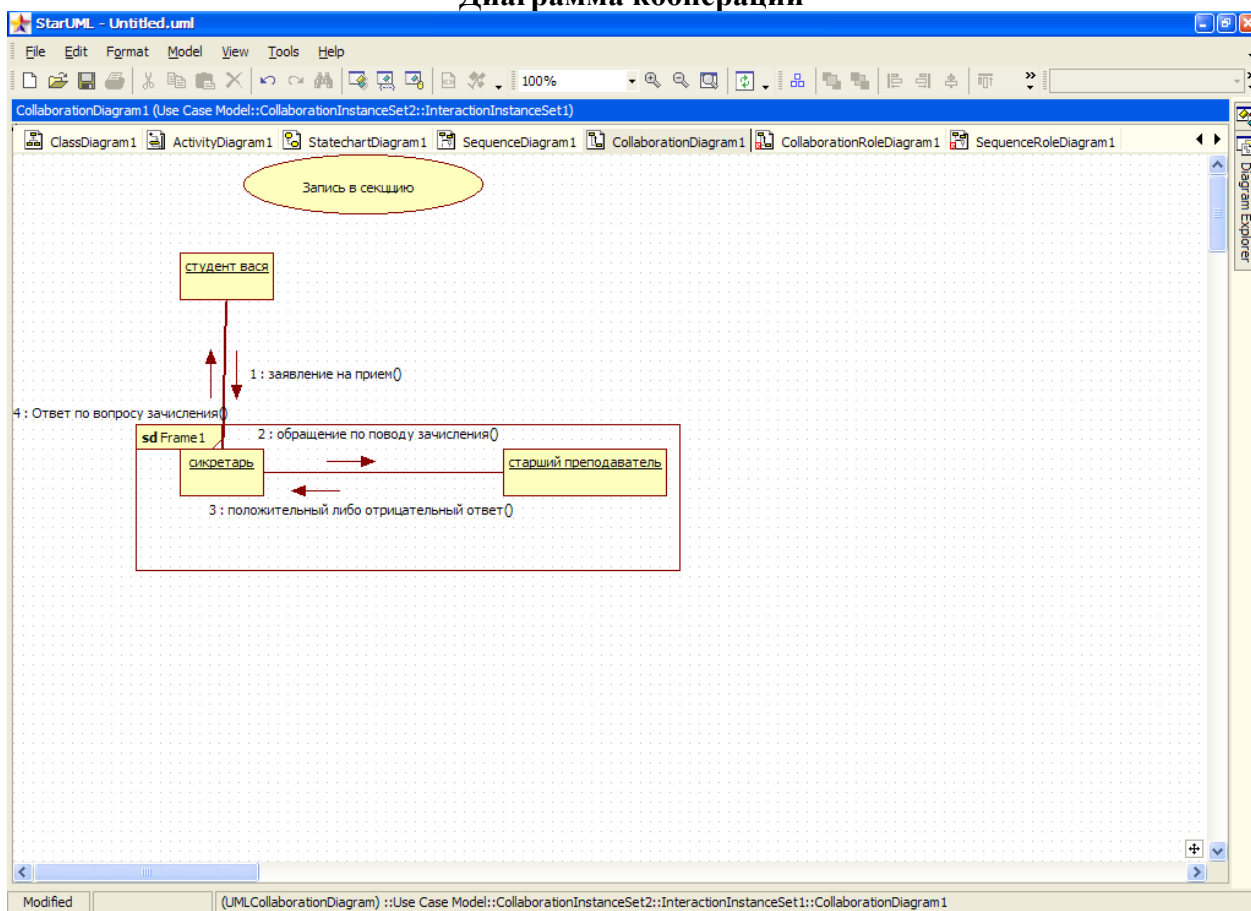 Диаграмма кооперации
StarUML - Untitled.uml
File Edit Format Model View Tools Help
100%
CollaborationDiagram1 (Use Case Model::CollaborationInstanceSet2::InteractionInstanceSet1)
ClassDiagram1 ActivityDiagram1 StatechartDiagram1 SequenceDiagram1 CollaborationDiagram1 CollaborationRoleDiagram1 SequenceRoleDiagram1
Diagram Explorer
Запись в секццию
студент вася
1 : заявление на прием()
4 : Ответ по вопросу зачисления()
sd Frame1
2 : обращение по поводу зачисления()
сикретарь
старший преподаватель
3 : положительный либо отрицательный ответ()
Modified
(UMLCollaborationDiagram) ::Use Case Model::CollaborationInstanceSet2::InteractionInstanceSet1::CollaborationDiagram1